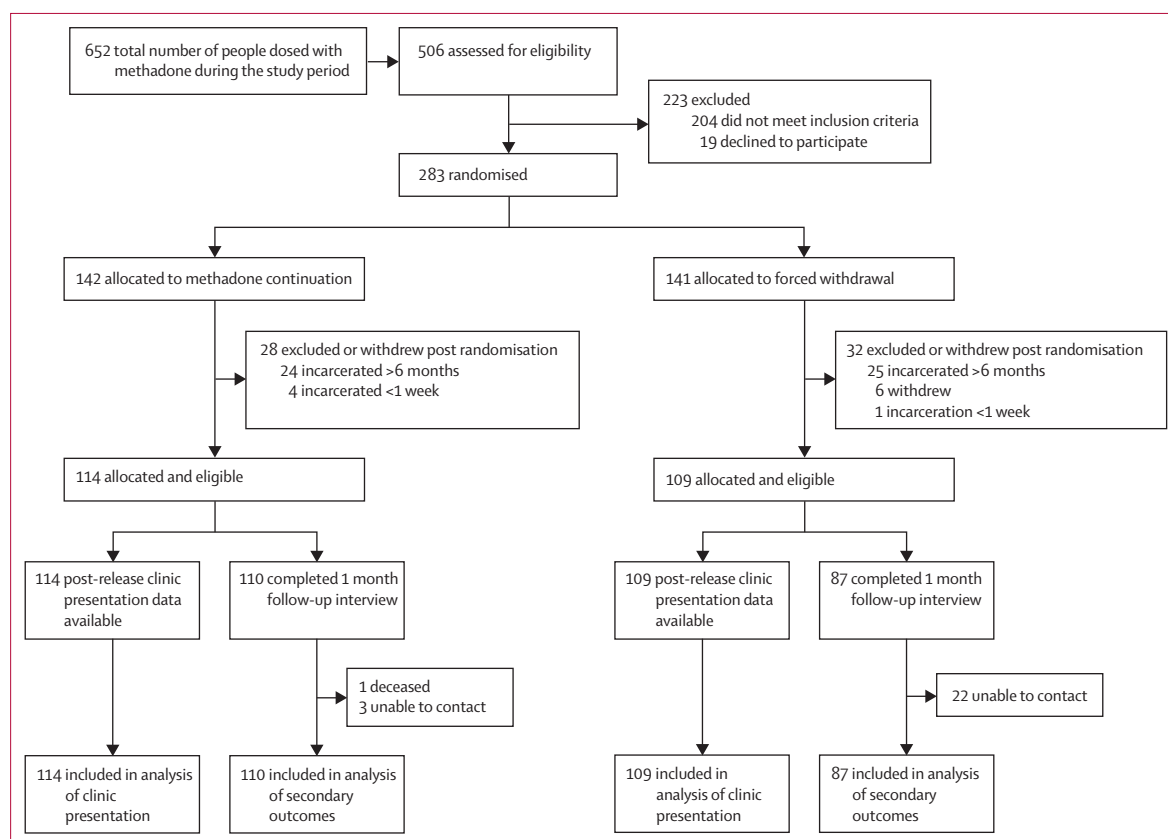 652 total number of people dosed with
methadone during the study period
506 assessed for eligibility
223 excluded
204 did not meet inclusion criteria
19 declined to participate
283 randomised
142 allocated to methadone continuation
141 allocated to forced withdrawal
28 excluded or withdrew post randomisation
24 incarcerated >6 months
4 incarcerated <1 week
32 excluded or withdrew post randomisation
25 incarcerated >6 months
6 withdrew
1 incarceration <1 week
114 allocated and eligible
109 allocated and eligible
114 post-release clinic
presentation data
available
110 completed 1 month
follow-up interview
109 post-release clinic
presentation data
available
87 completed 1 month
follow-up interview
1 deceased
3 unable to contact
22 unable to contact
114 included in analysis
of clinic
presentation
110 included in analysis
of secondary
outcomes
109 included in
analysis of clinic
presentation
87 included in analysis
of secondary
outcomes